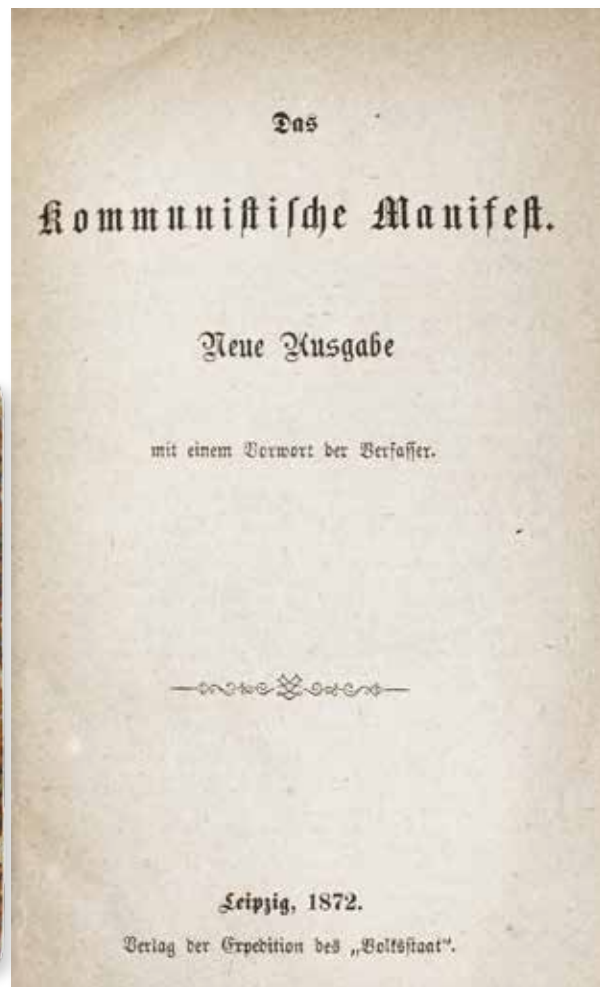 Das
Kommunistische Manifest.
Neue Ausgabe
mit einem Vorwort der Verfasser.
Leipzig, 1872.
Verlag der Expedition des „Volksstaat“.